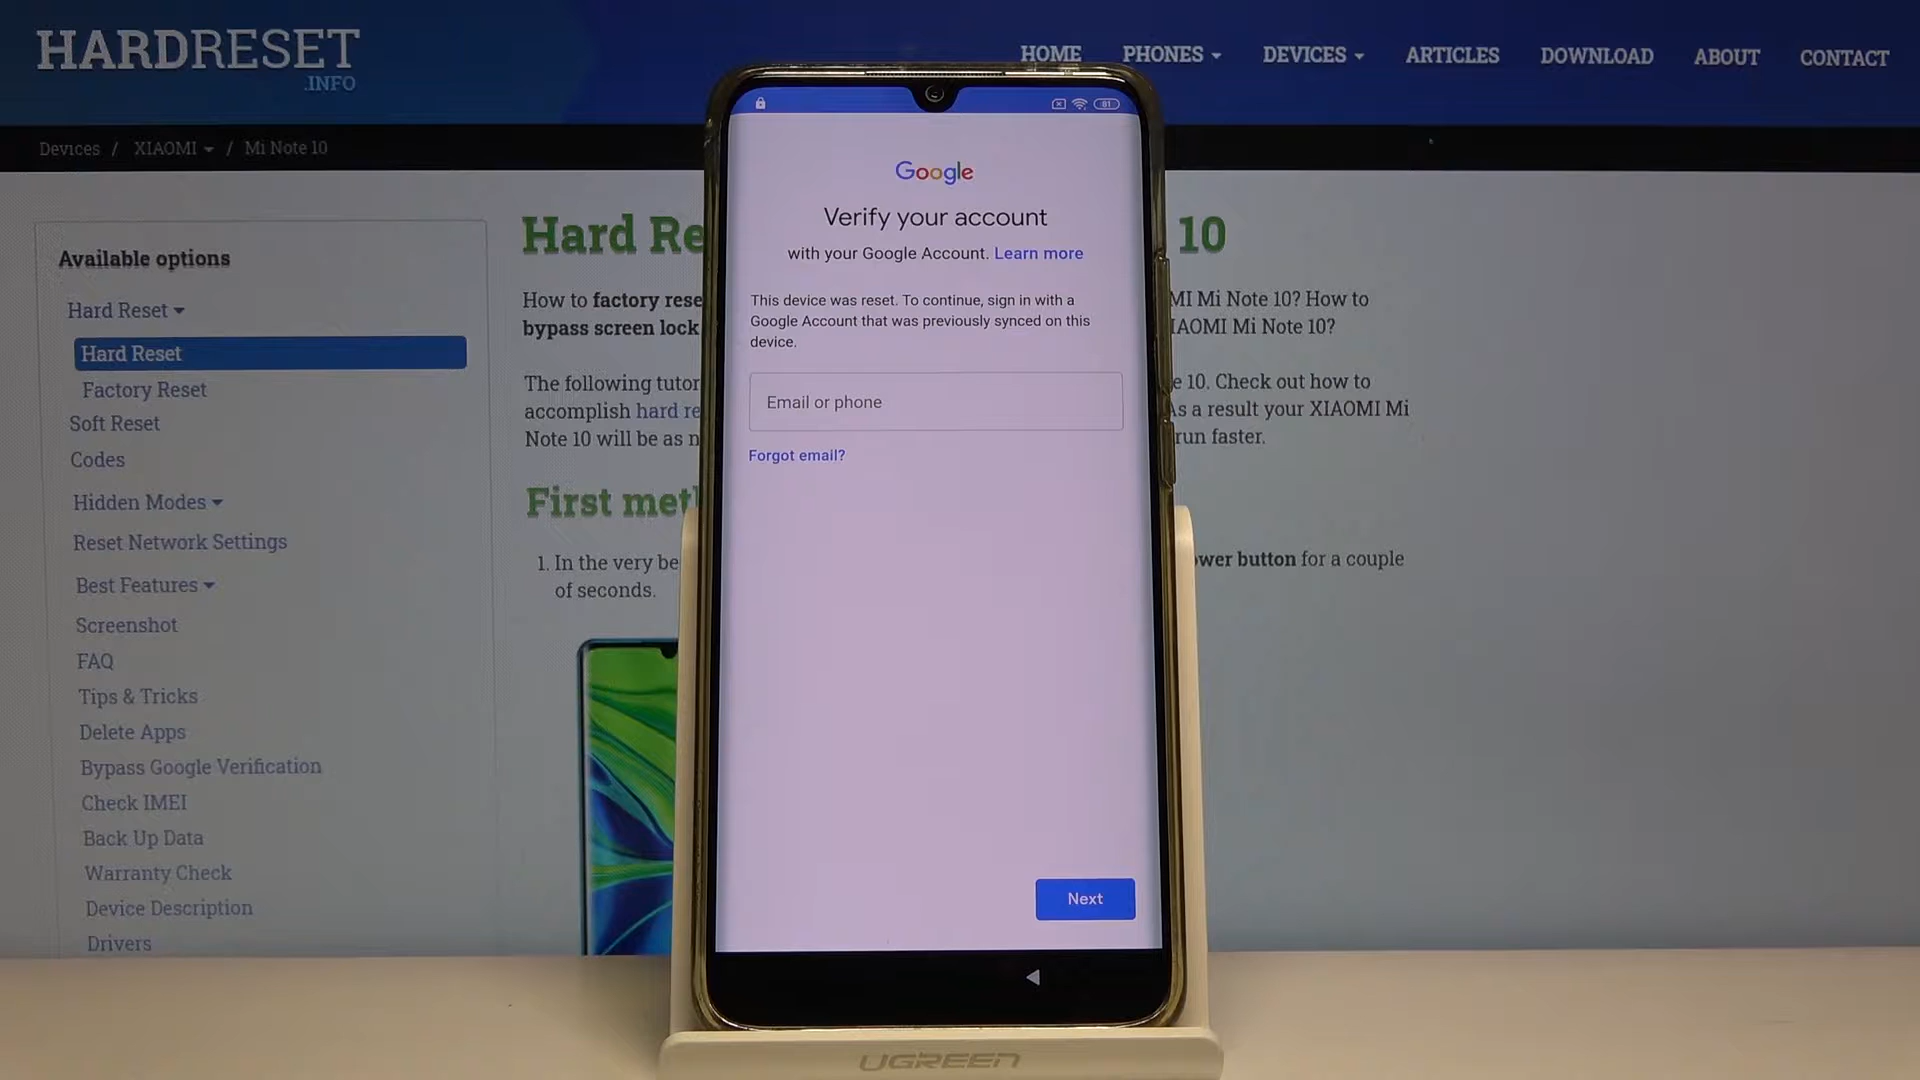 HARDRESET
.INFO
HOME PHONES DEVICES ARTICLES DOWNLOAD ABOUT CONTACT
Devices / XIAOMI / Mi Note 10
Available options
Hard Reset
Hard Reset
Factory Reset
Soft Reset
Codes
Hidden Modes
Reset Network Settings
Best Features
Screenshot
FAQ
Tips & Tricks
Delete Apps
Bypass Google Verification
Check IMEI
Back Up Data
Warranty Check
Device Description
Drivers
Hard Re 10
How to factory rese MI Mi Note 10? How to
bypass screen lock IAOMI Mi Note 10?
The following tutor e 10. Check out how to
accomplish hard re As a result your XIAOMI Mi
Note 10 will be as n run faster.
First met
1. In the very be wer button for a couple
of seconds.
81
Google
Verify your account
with your Google Account. Learn more
This device was reset. To continue, sign in with a
Google Account that was previously synced on this
device.
Email or phone
Forgot email?
Next
UGREEN